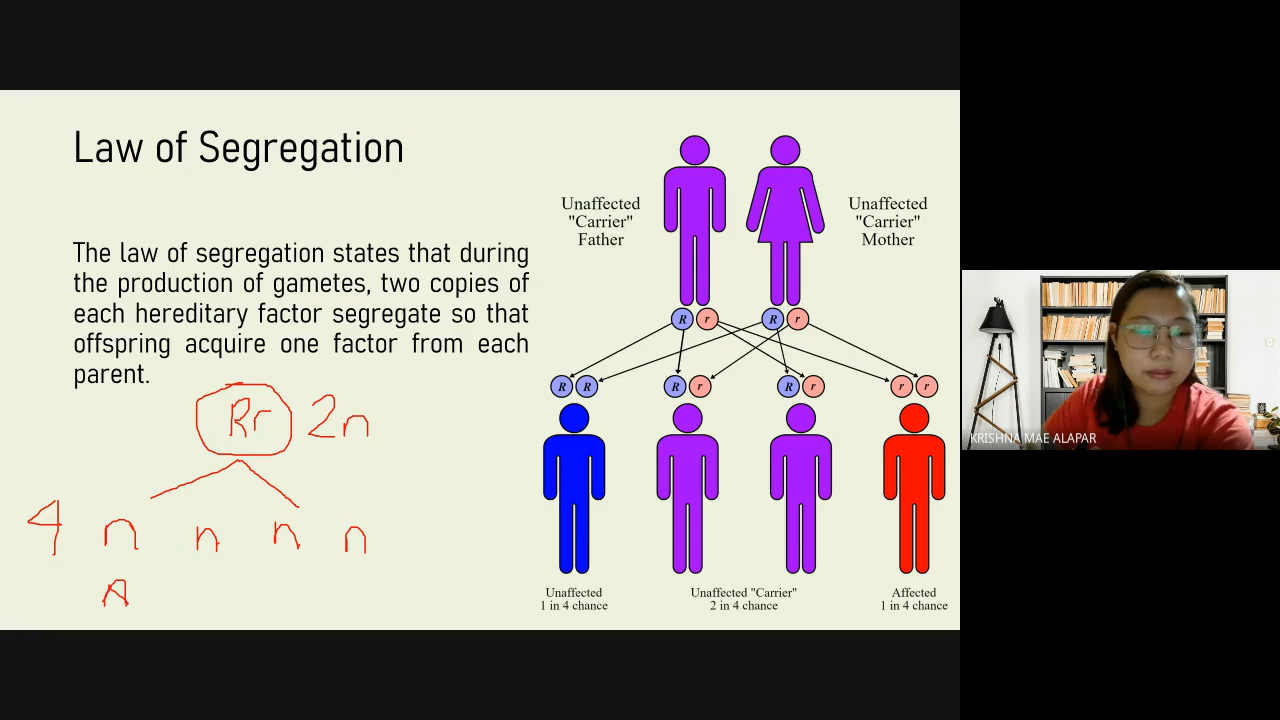 Law of Segregation
The law of segregation states that during
the production of gametes, two copies of
each hereditary factor segregate so that
offspring acquire one factor from each
parent.
Rr 2n
4 n n n n
A
Unaffected
"Carrier"
Father
Unaffected
"Carrier"
Mother
R r R r
R R R r R r r r
Unaffected
1 in 4 chance
Unaffected "Carrier"
2 in 4 chance
Affected
1 in 4 chance
KRISHNA MAE ALAPAR